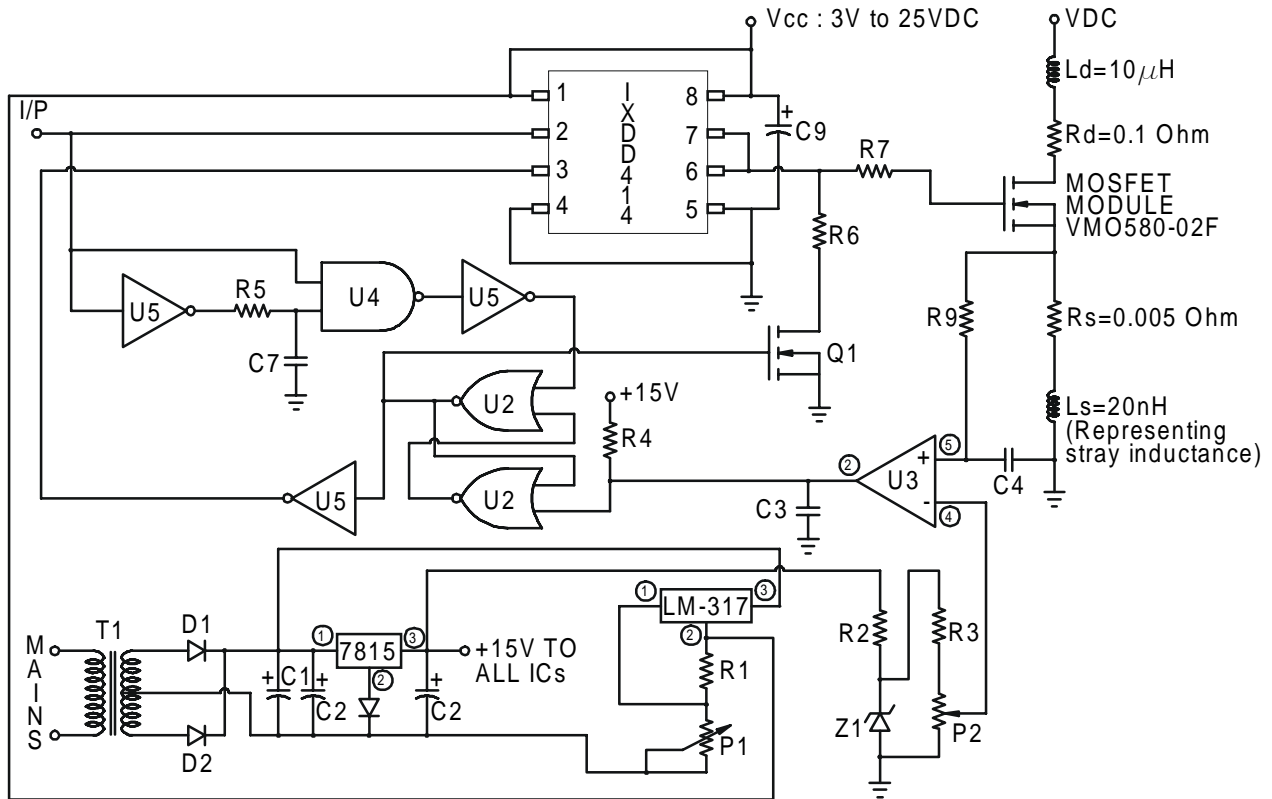 Vcc : 3V to 25VDC
VDC
Ld=10µH
Rd=0.1 Ohm
I/P
1
2
3
4
IXDD414
8
7
6
5
+
C9
R7
MOSFET
MODULE
VMO580-02F
R6
R5
U5
U4
U5
C7
Q1
R9
Rs=0.005 Ohm
U2
+15V
R4
Ls=20nH
(Representing
stray inductance)
U2
U5
2
U3
+
-
5
4
C4
C3
MAINS
T1
D1
D2
+
C1
+
C2
1
7815
3
2
+
C2
+15V TO
ALL ICs
1
LM-317
3
2
R1
P1
R2
R3
Z1
P2